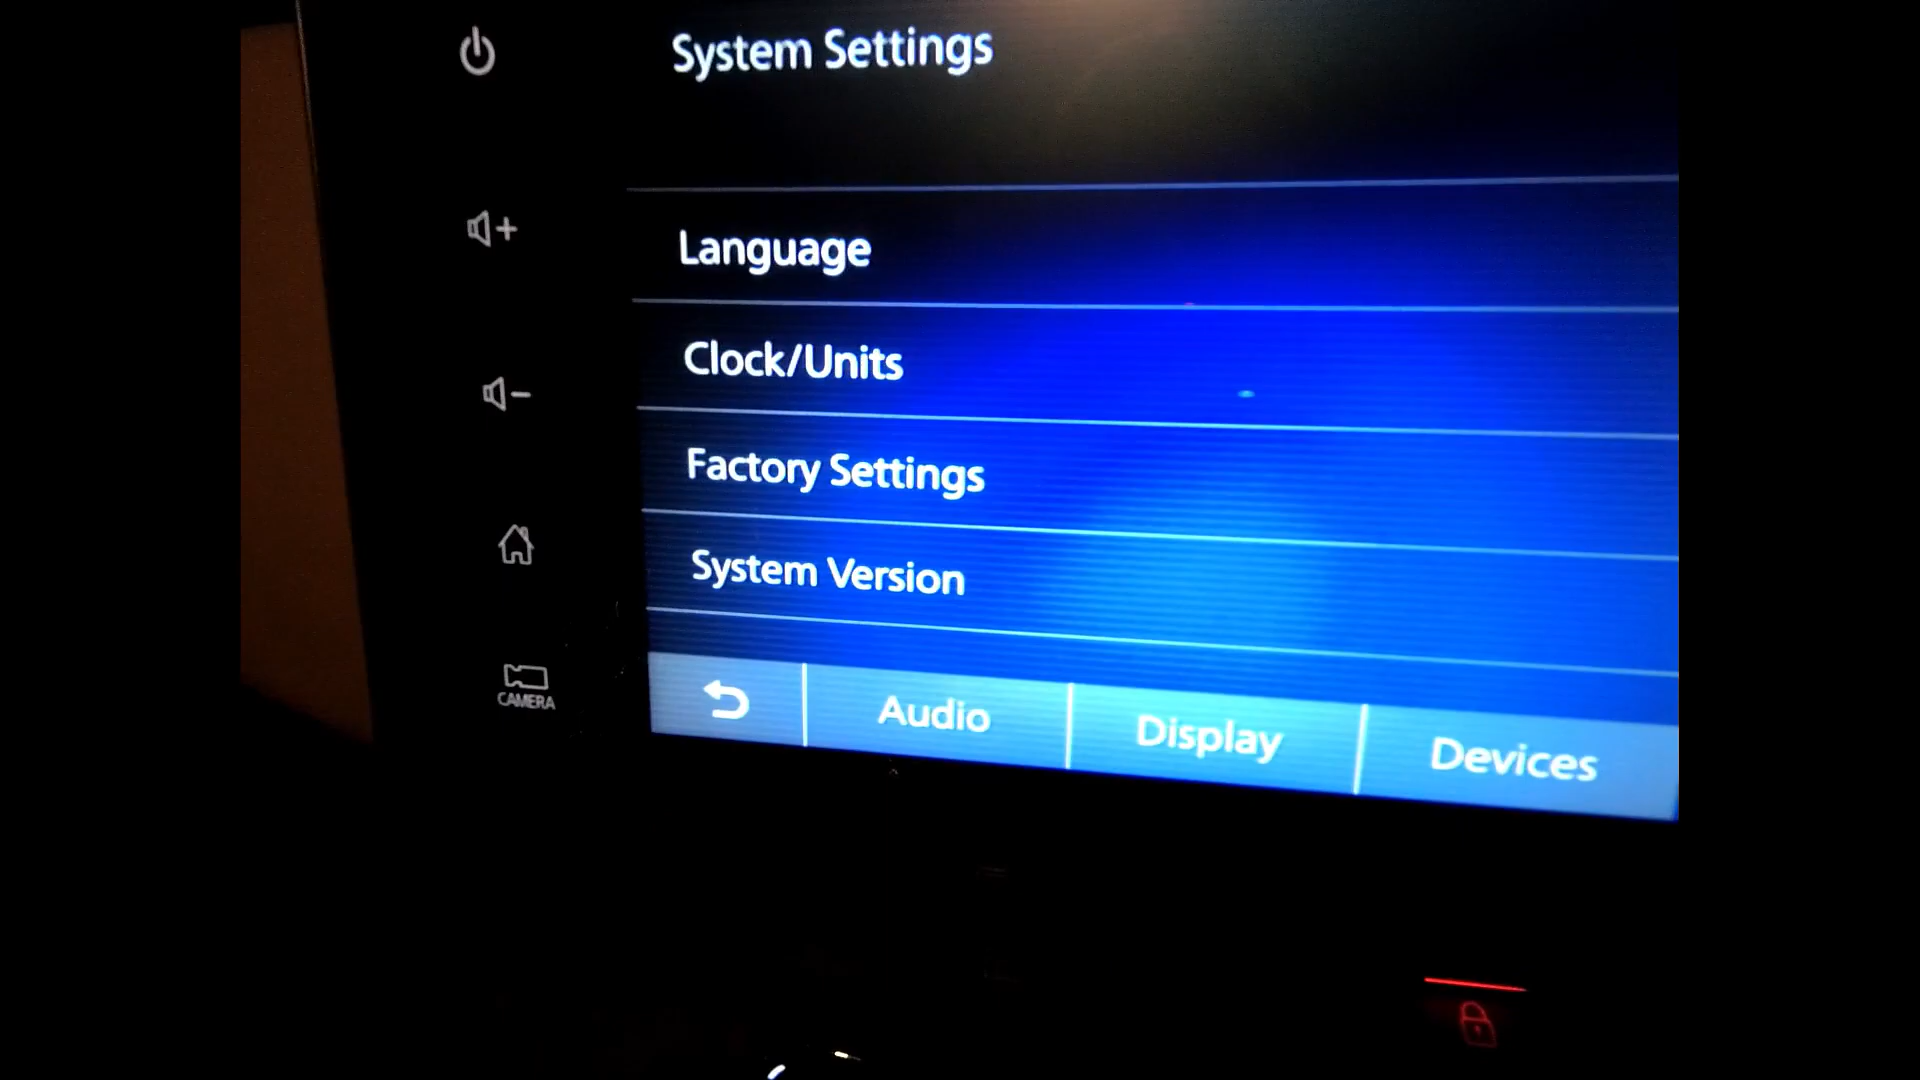 System Settings
Language
Clock/Units
Factory Settings
System Version
CAMERA
Audio
Display
Devices